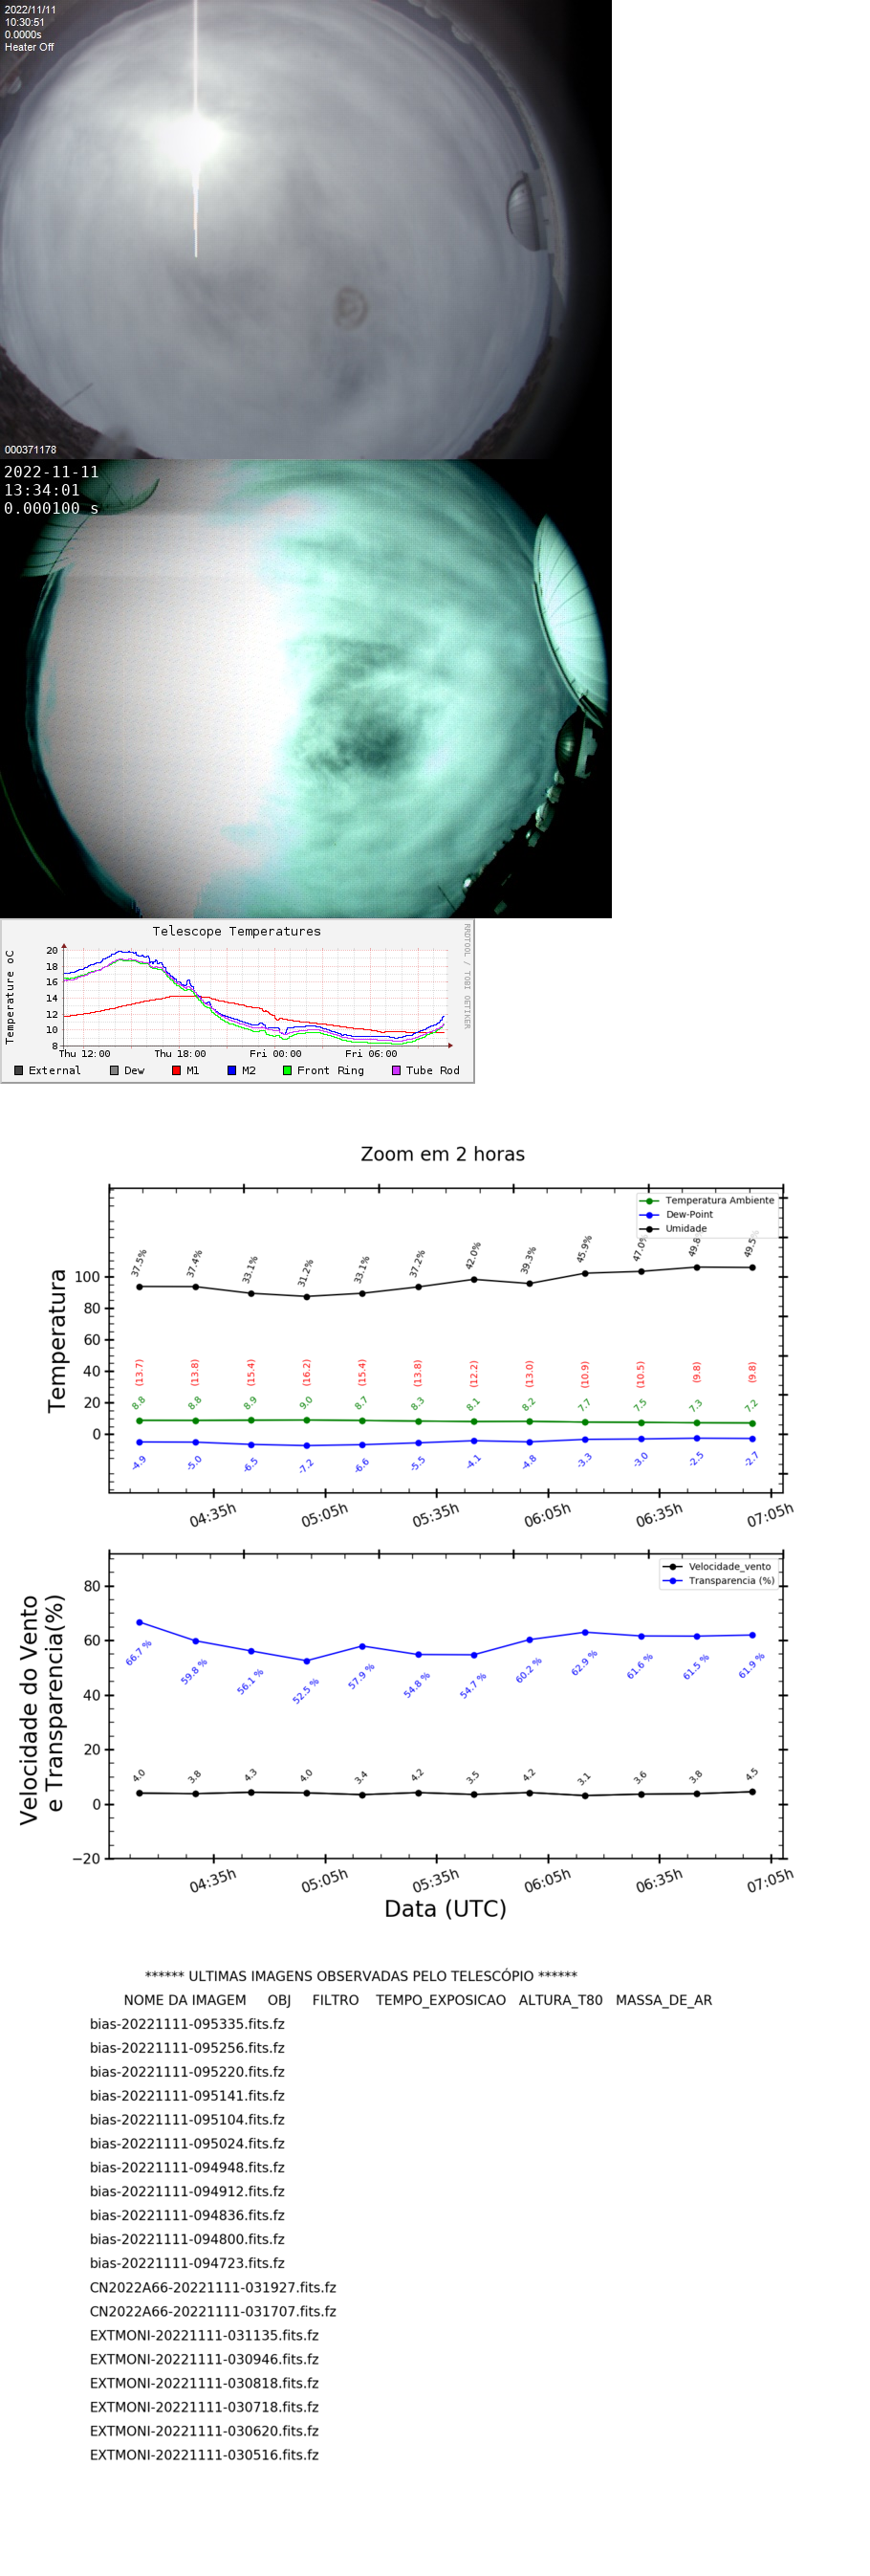 2022/11/11
10:30:51
0.0000s
Heater Off
000371178
2022-11-11
13:34:01
0.000100 s
Telescope Temperatures
RRDTOOL / TOBI OETIKER
Temperature oC
20
18
16
14
12
10
8
Thu 12:00 Thu 18:00 Fri 00:00 Fri 06:00
External Dew M1 M2 Front Ring Tube Rod
Zoom em 2 horas
Temperatura Ambiente
Dew-Point
Umidade
Temperatura
100
80
60
40
20
0
37.5% 37.4% 33.1% 31.2% 33.1% 37.2% 42.0% 39.3% 45.9% 47.0% 49.8% 49.5%
(13.7) (13.8) (15.4) (16.2) (15.4) (13.8) (12.2) (13.0) (10.9) (10.5) (9.8) (9.8)
8.8 8.8 8.9 9.0 8.7 8.3 8.1 8.2 7.7 7.5 7.3 7.2
-4.9 -5.0 -6.5 -7.2 -6.6 -5.5 -4.1 -4.8 -3.3 -3.0 -2.5 -2.7
04:35h 05:05h 05:35h 06:05h 06:35h 07:05h
Velocidade_vento
Transparencia (%)
Velocidade do Vento
e Transparencia(%)
80
60
40
20
0
−20
66.7 % 59.8 % 56.1 % 52.5 % 57.9 % 54.8 % 54.7 % 60.2 % 62.9 % 61.6 % 61.5 % 61.9 %
4.0 3.8 4.3 4.0 3.4 4.2 3.5 4.2 3.1 3.6 3.8 4.5
04:35h 05:05h 05:35h 06:05h 06:35h 07:05h
Data (UTC)
****** ULTIMAS IMAGENS OBSERVADAS PELO TELESCÓPIO ******
NOME DA IMAGEM OBJ FILTRO TEMPO_EXPOSICAO ALTURA_T80 MASSA_DE_AR
bias-20221111-095335.fits.fz
bias-20221111-095256.fits.fz
bias-20221111-095220.fits.fz
bias-20221111-095141.fits.fz
bias-20221111-095104.fits.fz
bias-20221111-095024.fits.fz
bias-20221111-094948.fits.fz
bias-20221111-094912.fits.fz
bias-20221111-094836.fits.fz
bias-20221111-094800.fits.fz
bias-20221111-094723.fits.fz
CN2022A66-20221111-031927.fits.fz
CN2022A66-20221111-031707.fits.fz
EXTMONI-20221111-031135.fits.fz
EXTMONI-20221111-030946.fits.fz
EXTMONI-20221111-030818.fits.fz
EXTMONI-20221111-030718.fits.fz
EXTMONI-20221111-030620.fits.fz
EXTMONI-20221111-030516.fits.fz